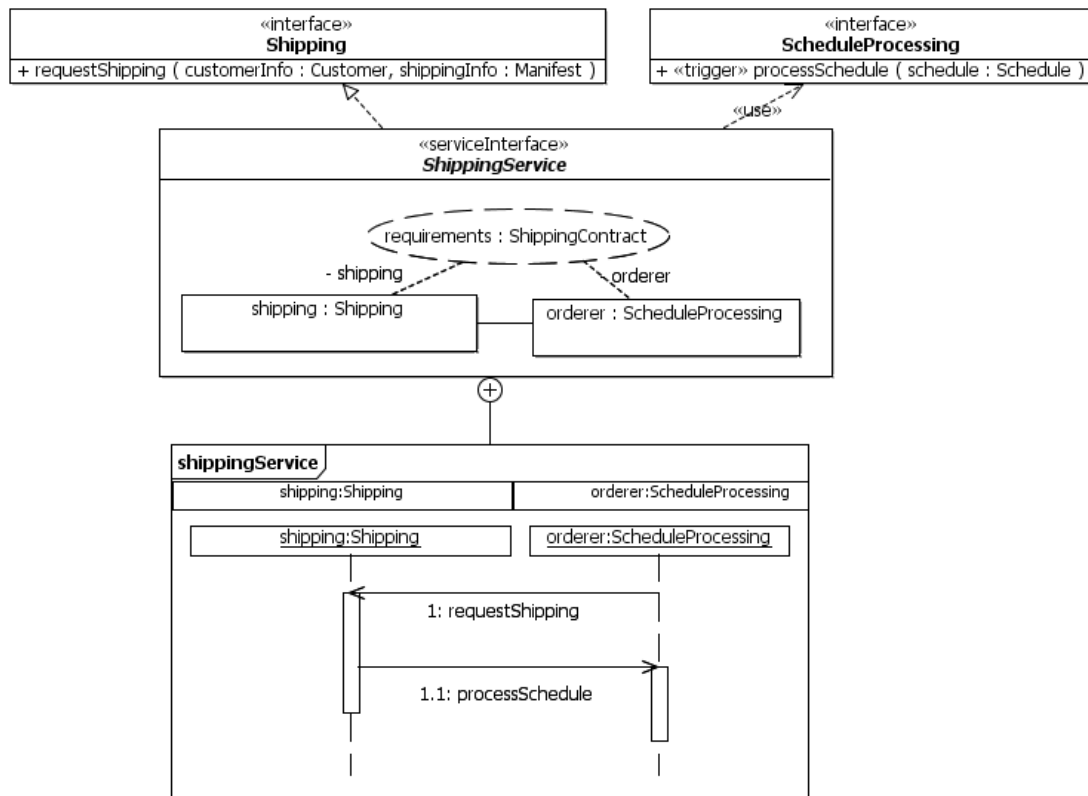 «interface»
Shipping
+ requestShipping ( customerInfo : Customer, shippingInfo : Manifest )
«interface»
ScheduleProcessing
+ «trigger» processSchedule ( schedule : Schedule )
«use»
«serviceInterface»
ShippingService
requirements : ShippingContract
- shipping
- orderer
shipping : Shipping
orderer : ScheduleProcessing
shippingService
shipping:Shipping
orderer:ScheduleProcessing
shipping:Shipping
orderer:ScheduleProcessing
1: requestShipping
1.1: processSchedule